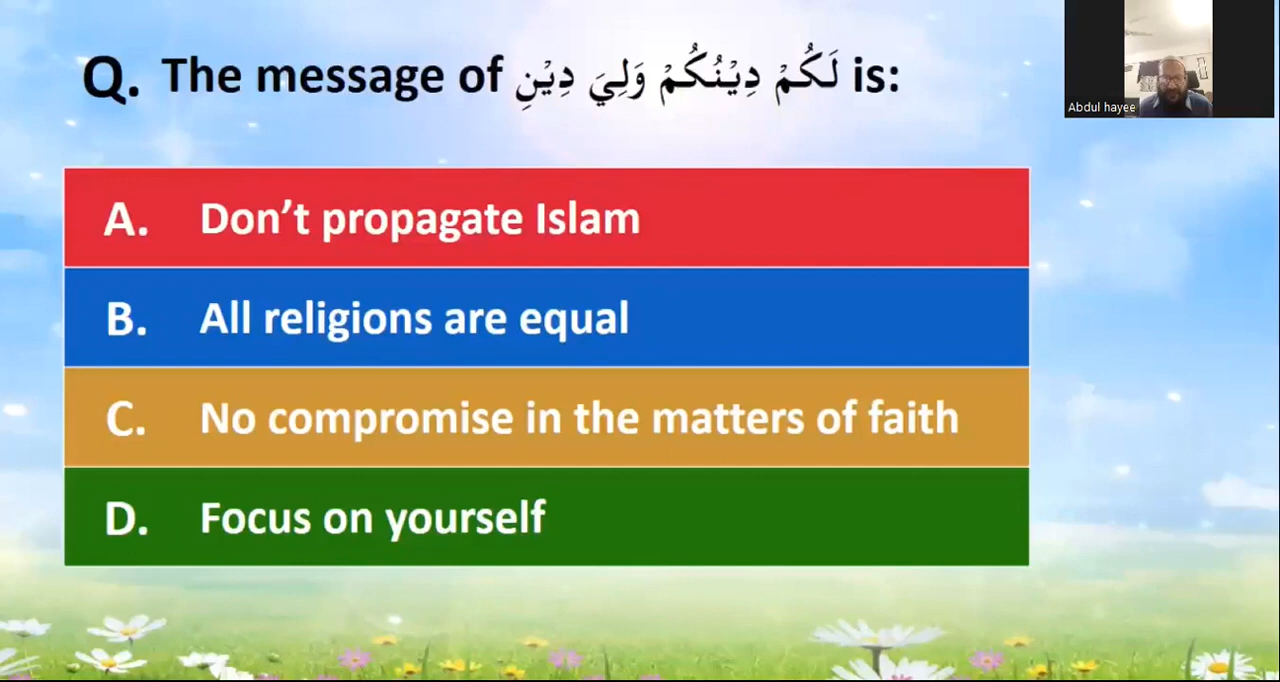 Q. The message of لَكُمْ دِيْنُكُمْ وَلِيَ دِيْنِ is:
Abdul hayee
A. Don't propagate Islam
B. All religions are equal
C. No compromise in the matters of faith
D. Focus on yourself